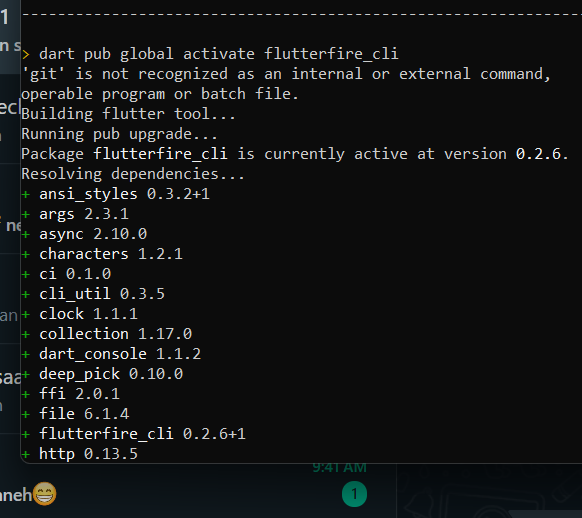 1
n s
> dart pub global activate flutterfire_cli
'git' is not recognized as an internal or external command,
operable program or batch file.
Building flutter tool...
Running pub upgrade...
Package flutterfire_cli is currently active at version 0.2.6.
Resolving dependencies...
+ ansi_styles 0.3.2+1
+ args 2.3.1
+ async 2.10.0
+ characters 1.2.1
+ ci 0.1.0
+ cli_util 0.3.5
+ clock 1.1.1
+ collection 1.17.0
+ dart_console 1.1.2
+ deep_pick 0.10.0
+ ffi 2.0.1
+ file 6.1.4
+ flutterfire_cli 0.2.6+1
+ http 0.13.5
9:41 AM
neh😁
1